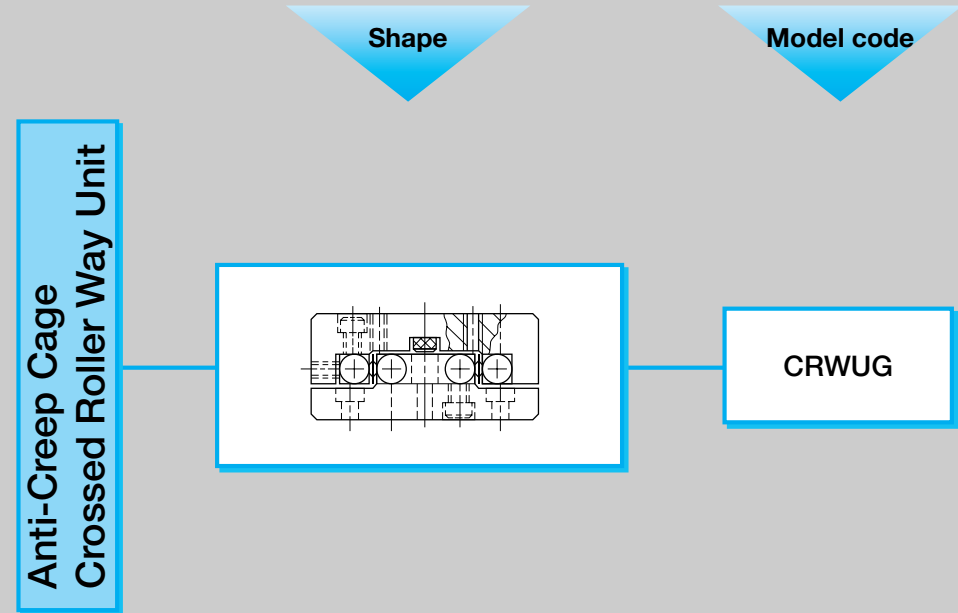 Shape
Model code
Anti-Creep Cage
Crossed Roller Way Unit
CRWUG